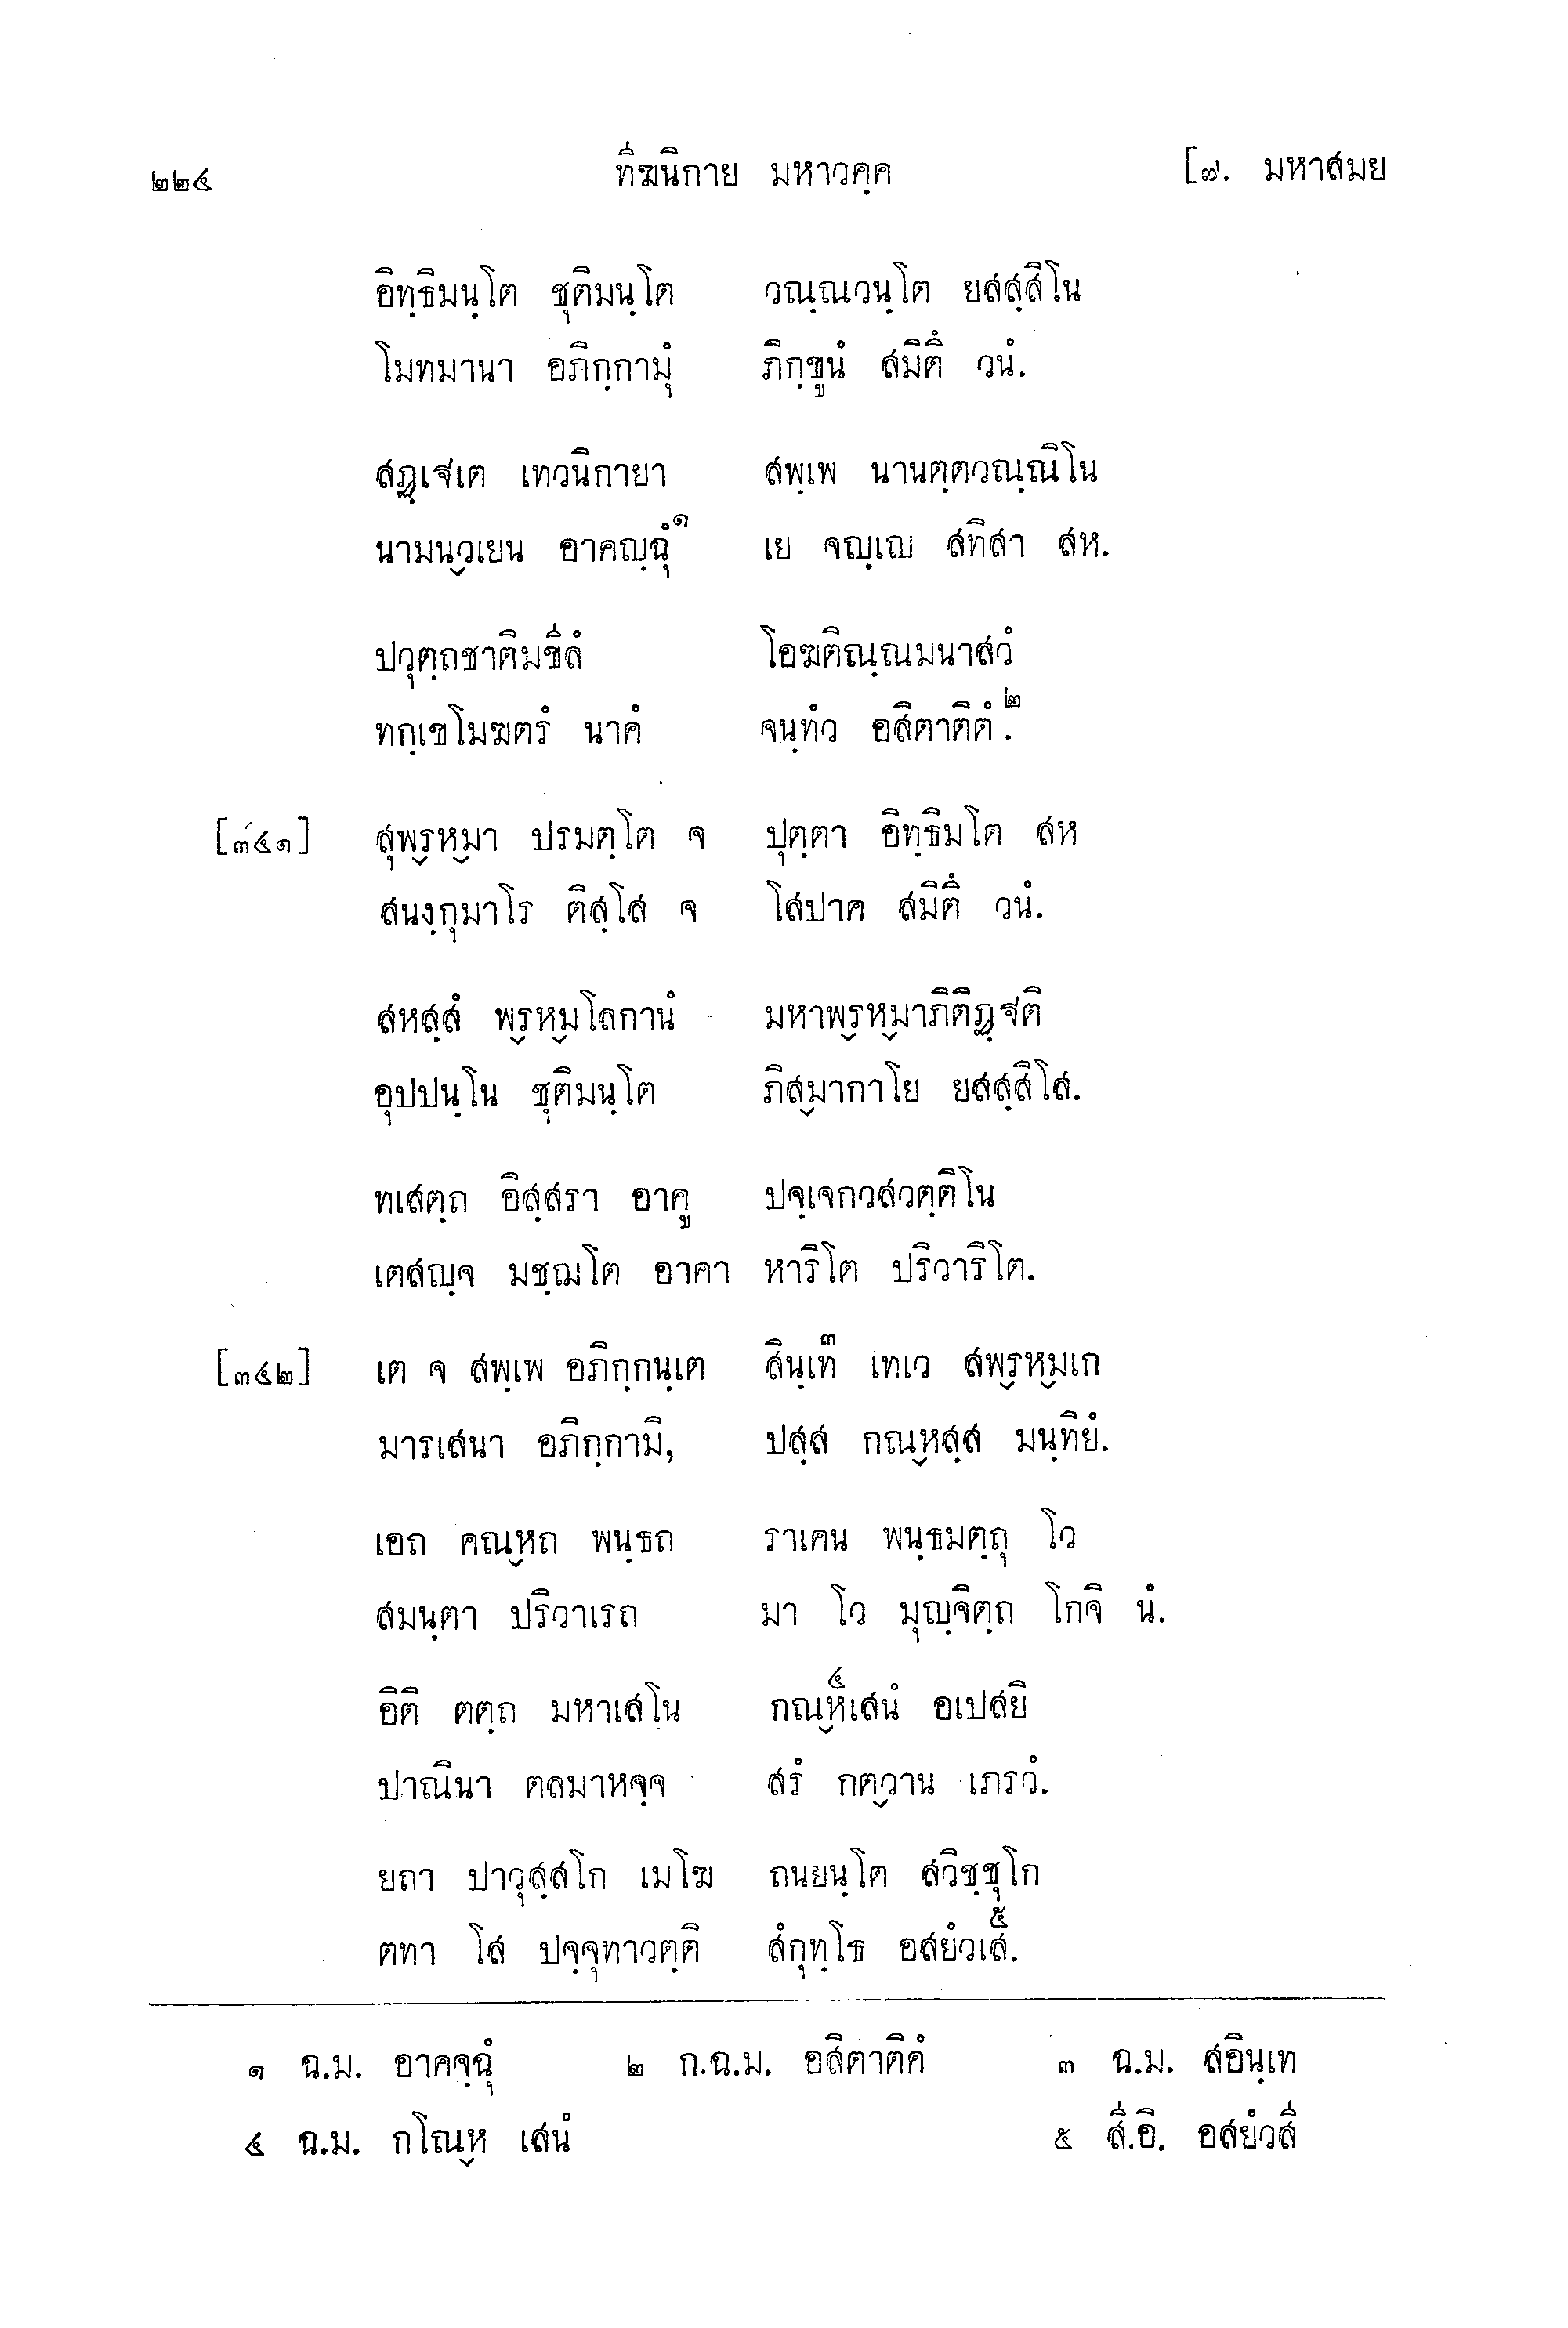 ๒๒๔ ทีฆนิกาย มหาวคฺค [๗. มหาสมย
อิทฺธิมนฺโต ชุติมนฺโต วณฺณวนฺโต ยสสฺสิโน
โมทมานา อภิกฺกามุํ ภิกฺขูนํ สมิตึ วนํ.
สฏฺเฐเต เทวนิกายา สพฺเพ นานตฺตวณฺณิโน
นามน๎วเยน อาคญฺฉุํ๑ เย จญฺเญ สทิสา สห.
ปวุตฺถชาติมขีลํ โอฆติณฺณมนาสวํ
ทกฺเขโมฆตรํ นาคํ จนฺทํว อสิตาติตํ.๒
[๓๔๑] สุพ๎รห๎มา ปรมตฺโต จ ปุตฺตา อิทฺธิมโต สห
สนงฺกุมาโร ติสฺโส จ โสปาค สมิตึ วนํ.
สหสฺสํ พ๎รห๎มโลกานํ มหาพ๎รห๎มาภิติฏฺฐติ
อุปปนฺโน ชุติมนฺโต ภิส๎มากาโย ยสสฺสิโส.
ทเสตฺถ อิสฺสรา อาคู ปจฺเจกวสวตฺติโน
เตสญฺจ มชฺฌโต อาคา หาริโต ปริวาริโต.
[๓๔๒] เต จ สพฺเพ อภิกฺกนฺเต สินฺเท๓ เทเว สพ๎รห๎มเก
มารเสนา อภิกฺกามิ, ปสฺส กณ๎หสฺส มนฺทิยํ.
เอถ คณ๎หถ พนฺธถ ราเคน พนฺธมตฺถุ โว
สมนฺตา ปริวาเรถ มา โว มุญฺจิตฺถ โกจิ นํ.
อิติ ตตฺถ มหาเสโน กณ๎ห๔เสนํ อเปสยิ
ปาณินา ตลมาหจฺจ สรํ กต๎วาน เภรวํ.
ยถา ปาวุสฺสโก เมโฆ ถนยนฺโต สวิชฺชุโก
ตทา โส ปจฺจุทาวตฺติ สํกุทฺโธ อสยํวเส๕.
๑ ฉ.ม. อาคจฺฉุํ ๒ ก.ฉ.ม. อสิตาติคํ ๓ ฉ.ม. สอินฺเท
๔ ฉ.ม. กโณ๎ห เสนํ ๕ สี.อิ. อสยํวสี